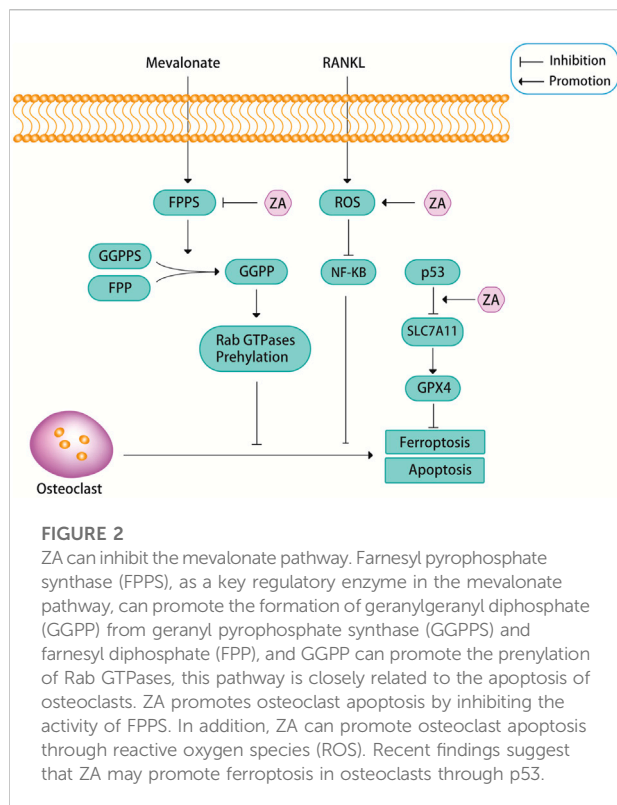 Mevalonate
RANKL
Inhibition
Promotion
FPPS
ZA
ROS
ZA
GGPPS
FPP
GGPP
NF-KB
p53
ZA
SLC7A11
Rab GTPases
Prehylation
GPX4
Ferroptosis
Apoptosis
Osteoclast
FIGURE 2
ZA can inhibit the mevalonate pathway. Farnesyl pyrophosphate
synthase (FPPS), as a key regulatory enzyme in the mevalonate
pathway, can promote the formation of geranylgeranyl diphosphate
(GGPP) from geranyl pyrophosphate synthase (GGPPS) and
farnesyl diphosphate (FPP), and GGPP can promote the prenylation
of Rab GTPases, this pathway is closely related to the apoptosis of
osteoclasts. ZA promotes osteoclast apoptosis by inhibiting the
activity of FPPS. In addition, ZA can promote osteoclast apoptosis
through reactive oxygen species (ROS). Recent findings suggest
that ZA may promote ferroptosis in osteoclasts through p53.